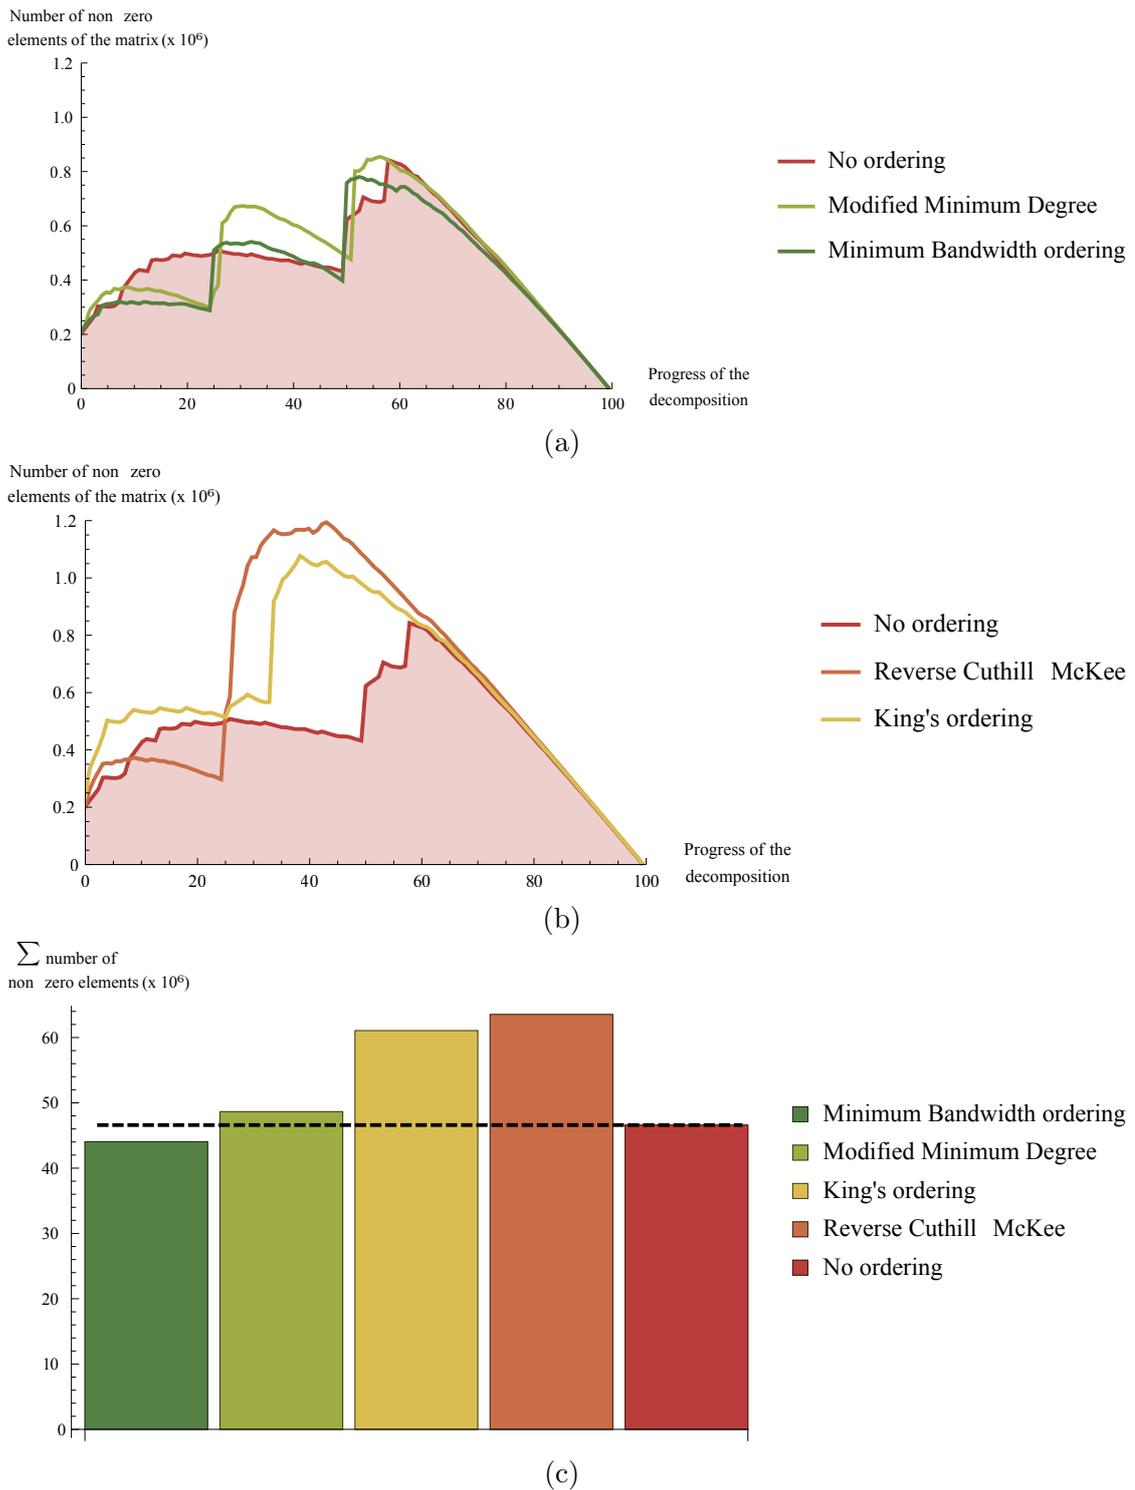 Number of non zero
elements of the matrix (x 10⁶)
1.2
1.0
0.8
0.6
0.4
0.2
0
0 20 40 60 80 100
Progress of the
decomposition
No ordering
Modified Minimum Degree
Minimum Bandwidth ordering
(a)
Number of non zero
elements of the matrix (x 10⁶)
1.2
1.0
0.8
0.6
0.4
0.2
0
0 20 40 60 80 100
Progress of the
decomposition
No ordering
Reverse Cuthill McKee
King's ordering
(b)
∑ number of
non zero elements (x 10⁶)
60
50
40
30
20
10
0
Minimum Bandwidth ordering
Modified Minimum Degree
King's ordering
Reverse Cuthill McKee
No ordering
(c)